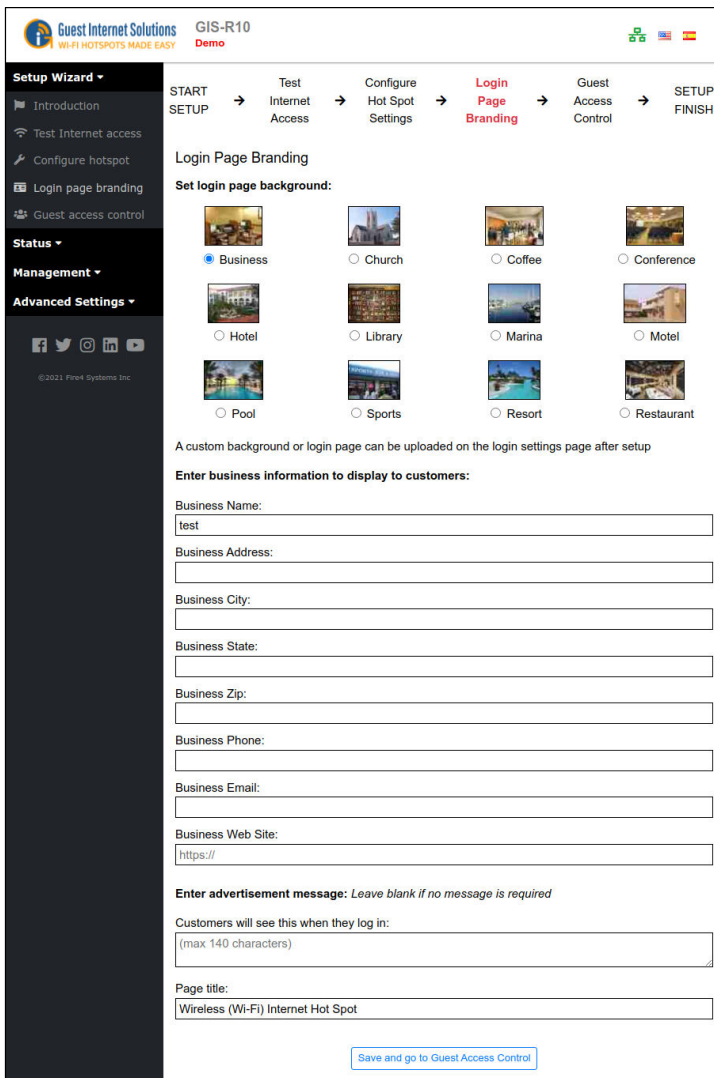 Guest Internet Solutions
WI-FI HOTSPOTS MADE EASY
GIS-R10
Demo
Setup Wizard
Introduction
Test Internet access
Configure hotspot
Login page branding
Guest access control
Status
Management
Advanced Settings
©2021 Fire4 Systems Inc
START SETUP → Test Internet Access → Configure Hot Spot Settings → Login Page Branding → Guest Access Control → SETUP FINISH
Login Page Branding
Set login page background:
Business Church Coffee Conference
Hotel Library Marina Motel
Pool Sports Resort Restaurant
A custom background or login page can be uploaded on the login settings page after setup
Enter business information to display to customers:
Business Name:
test
Business Address:
Business City:
Business State:
Business Zip:
Business Phone:
Business Email:
Business Web Site:
https://
Enter advertisement message: Leave blank if no message is required
Customers will see this when they log in:
(max 140 characters)
Page title:
Wireless (Wi-Fi) Internet Hot Spot
Save and go to Guest Access Control